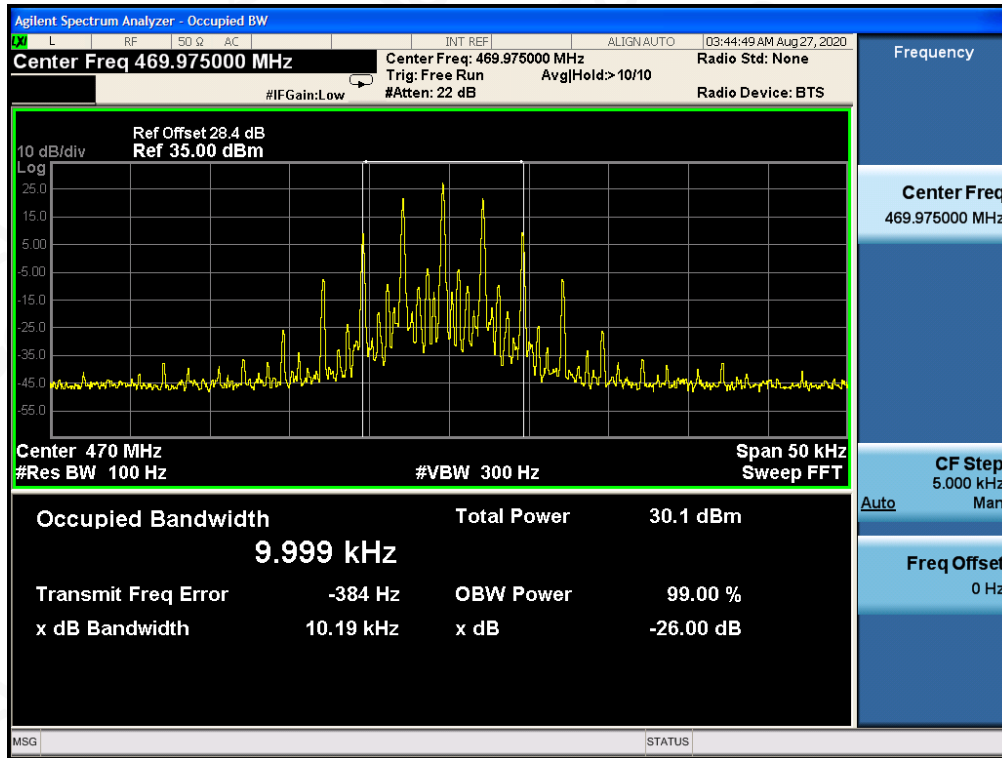 Agilent Spectrum Analyzer - Occupied BW
LXI L RF 50 Ω AC INT REF ALIGN AUTO 03:44:49 AM Aug 27, 2020
Center Freq 469.975000 MHz
Center Freq: 469.975000 MHz
Radio Std: None
Trig: Free Run
Avg|Hold:> 10/10
#IFGain:Low
#Atten: 22 dB
Radio Device: BTS
Ref Offset 28.4 dB
10 dB/div Ref 35.00 dBm
Log
25.0
15.0
5.00
-5.00
-15.0
-25.0
-35.0
-45.0
-55.0
Center 470 MHz
Span 50 kHz
#Res BW 100 Hz
#VBW 300 Hz
Sweep FFT
Occupied Bandwidth
Total Power 30.1 dBm
9.999 kHz
Transmit Freq Error -384 Hz
OBW Power 99.00 %
x dB Bandwidth 10.19 kHz
x dB -26.00 dB
MSG
STATUS
Frequency
Center Freq
469.975000 MHz
CF Step
5.000 kHz
Auto Man
Freq Offset
0 Hz